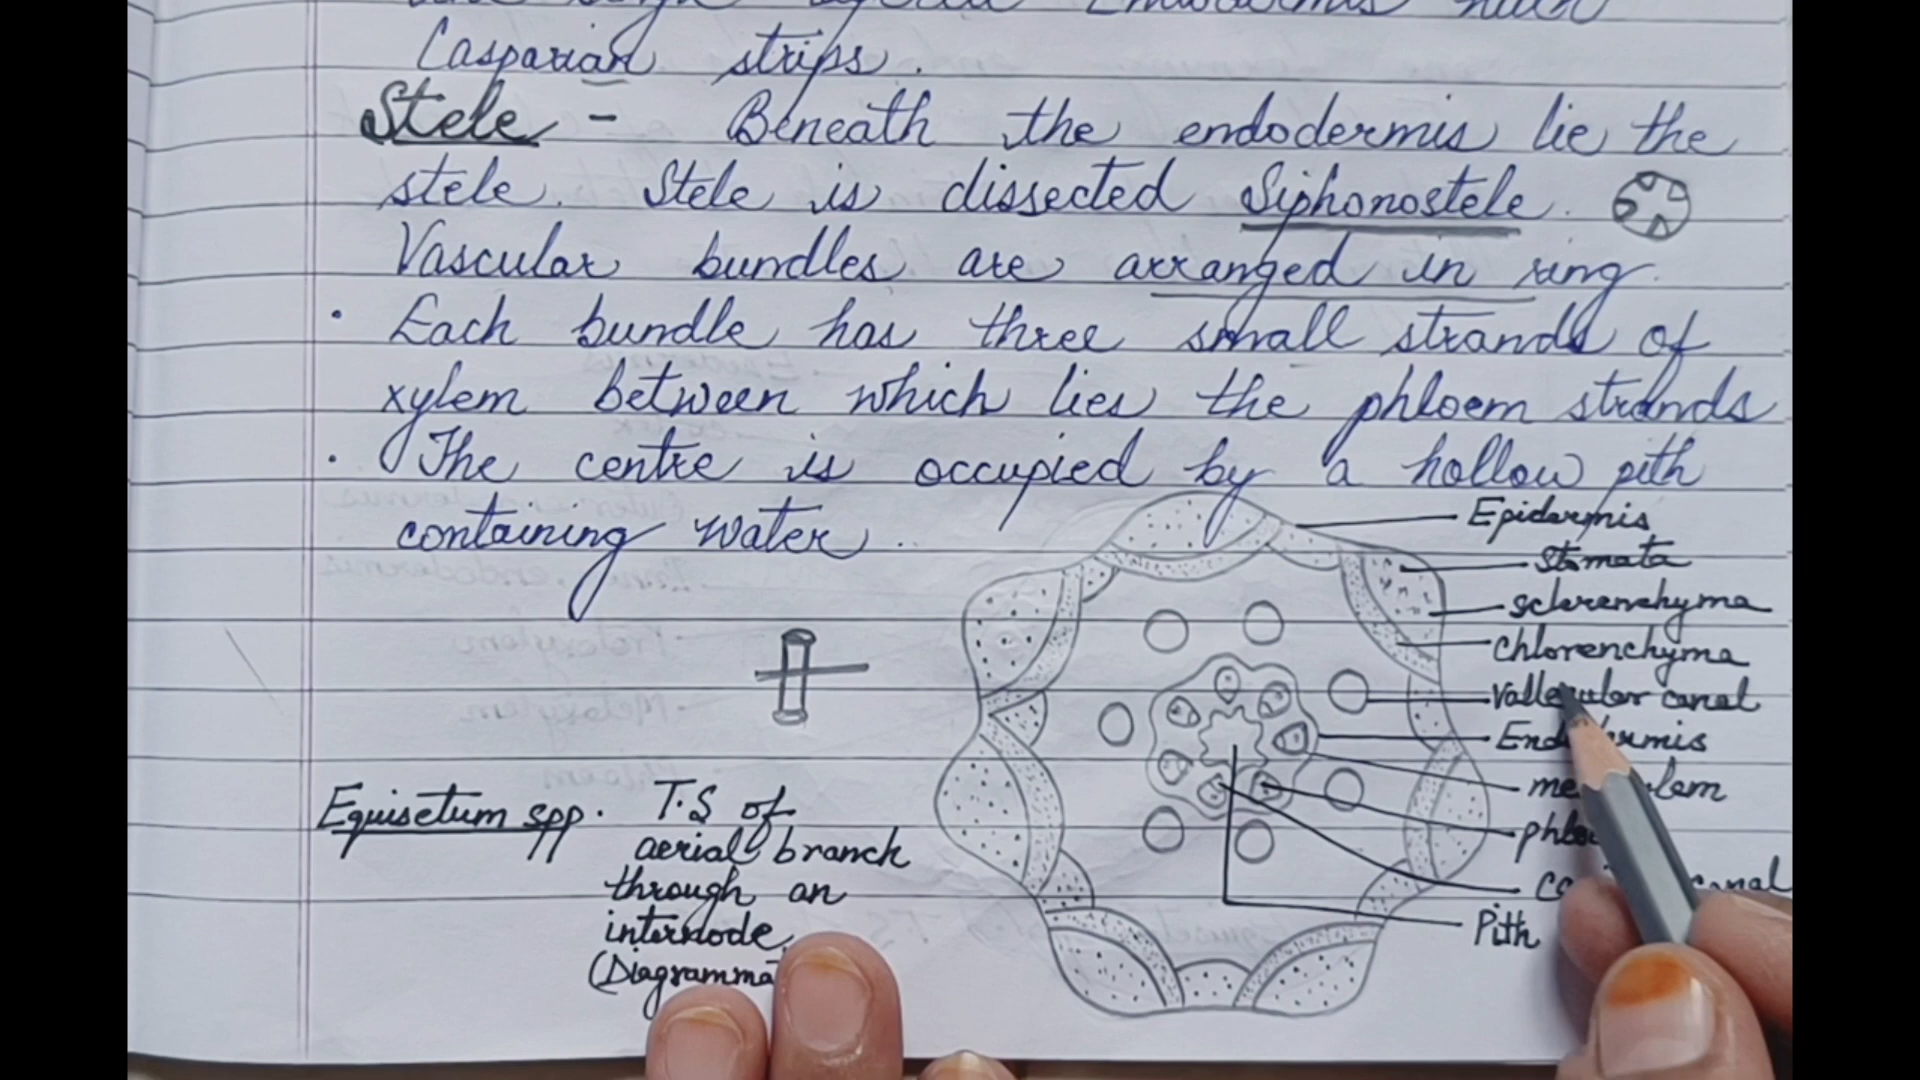 Casparian strips.
Stele - Beneath the endodermis lie the
stele. Stele is dissected Siphonostele.
Vascular bundles are arranged in ring.
· Each bundle has three small strands of
xylem between which lies the phloem strands
· The centre is occupied by a hollow pith
containing water.
Epidermis
Stomata
sclerenchyma
chlorenchyma
Vallecular canal
Pith
Equisetum spp. T.S of
aerial branch
through an
internode